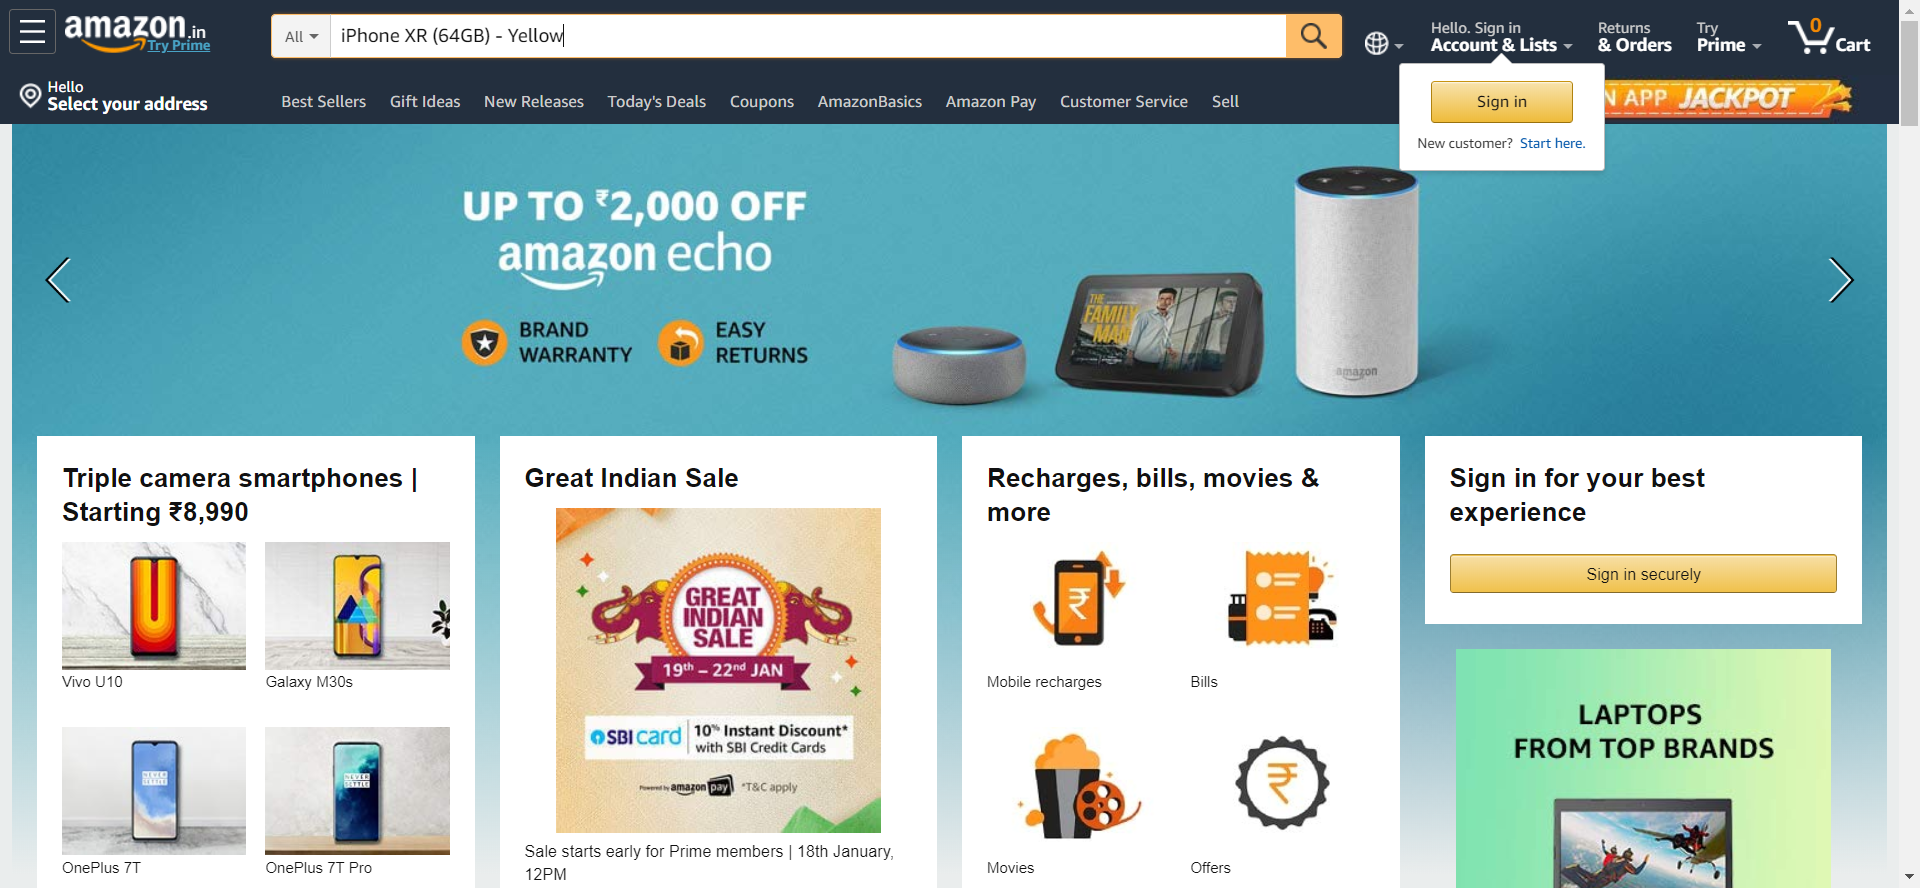 amazon.in
Try Prime
All
iPhone XR (64GB) - Yellow
Hello. Sign in
Account & Lists
Returns
& Orders
Try
Prime
0
Cart
Hello
Select your address
Best Sellers
Gift Ideas
New Releases
Today's Deals
Coupons
AmazonBasics
Amazon Pay
Customer Service
Sell
N APP JACKPOT
Sign in
New customer? Start here.
UP TO ₹2,000 OFF
amazon echo
BRAND
WARRANTY
EASY
RETURNS
THE
FAMILY
MAN
amazon
Triple camera smartphones |
Starting ₹8,990
Vivo U10
Galaxy M30s
NEVER
SETTLE
NEVER
SETTLE
OnePlus 7T
OnePlus 7T Pro
Great Indian Sale
GREAT
INDIAN
SALE
19th – 22nd JAN
SBI card
10% Instant Discount*
with SBI Credit Cards
Powered by amazon pay
*T&C apply
Sale starts early for Prime members | 18th January,
12PM
Recharges, bills, movies &
more
Mobile recharges
Bills
Movies
Offers
Sign in for your best
experience
Sign in securely
LAPTOPS
FROM TOP BRANDS